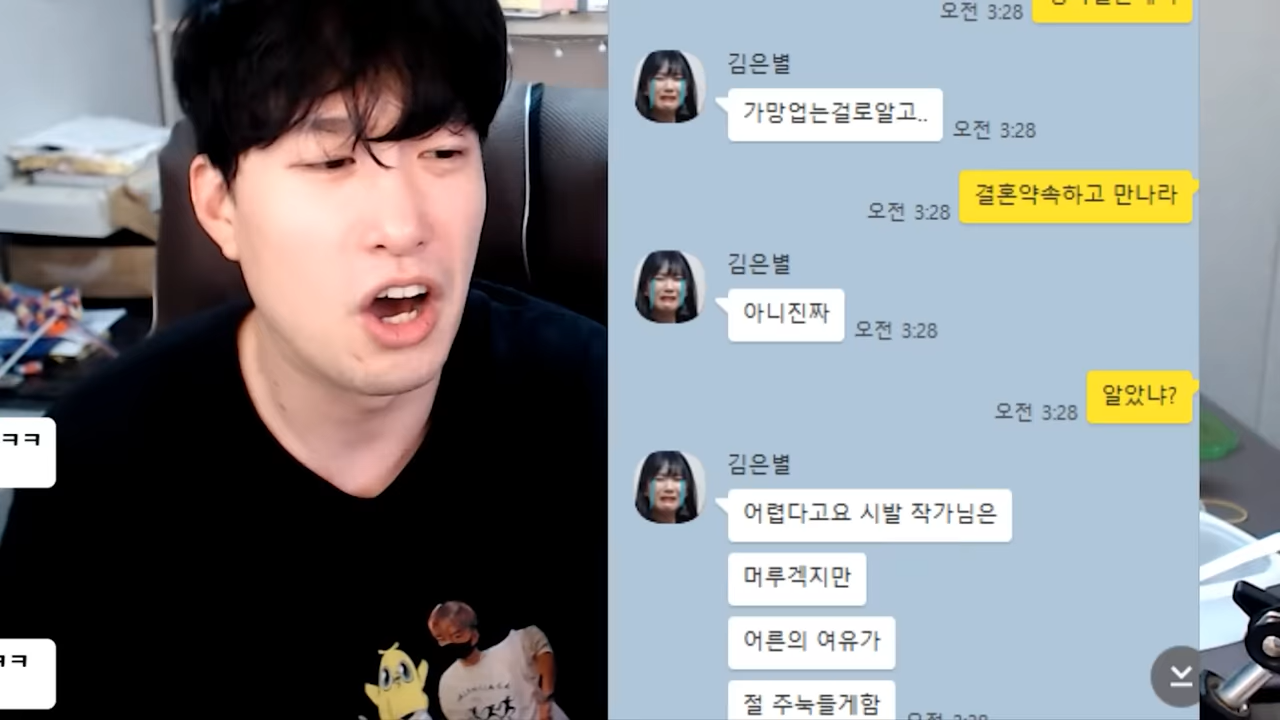 오전 3:28
김은별
가망업는걸로알고..
오전 3:28
결혼약속하고 만나라
오전 3:28
김은별
아니진짜
오전 3:28
알았냐?
오전 3:28
김은별
어렵다고요 시발 작가님은
머루겍지만
어른의 여유가
절 주눅들게함
ㅋㅋ
ㅋ